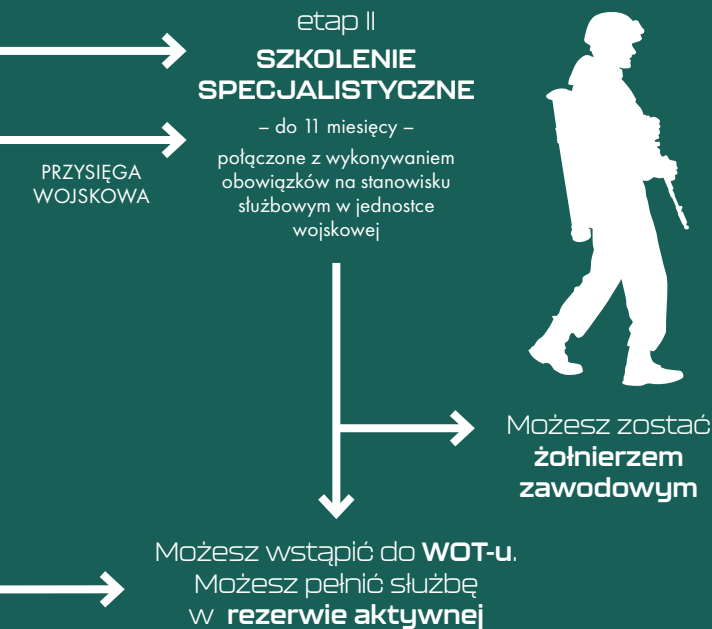 etap II
SZKOLENIE
SPECJALISTYCZNE
– do 11 miesięcy –
połączone z wykonywaniem
obowiązków na stanowisku
służbowym w jednostce
wojskowej
PRZYSIĘGA
WOJSKOWA
Możesz zostać
żołnierzem
zawodowym
Możesz wstąpić do WOT-u.
Możesz pełnić służbę
w rezerwie aktywnej